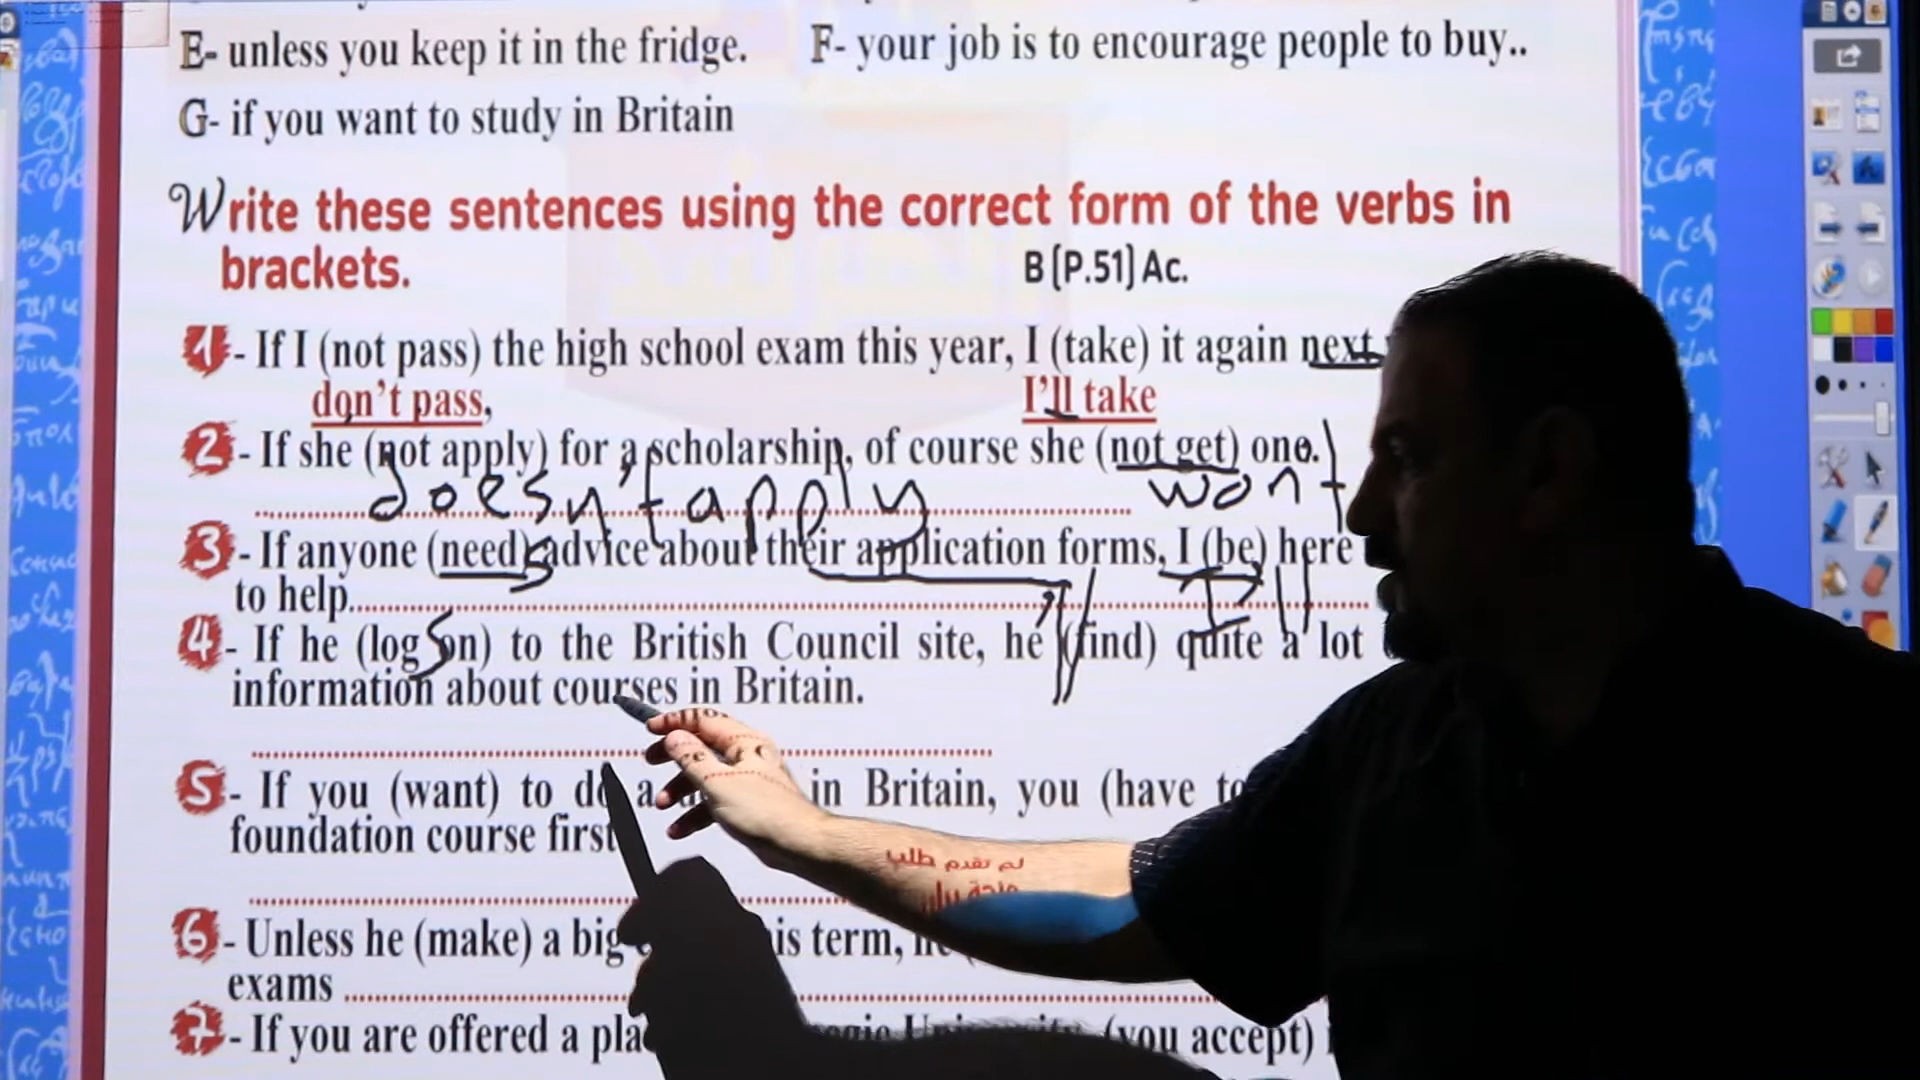 E- unless you keep it in the fridge. F- your job is to encourage people to buy..
G- if you want to study in Britain
Write these sentences using the correct form of the verbs in
brackets. B (P.51) Ac.
1- If I (not pass) the high school exam this year, I (take) it again next
don't pass, I'll take
2- If she (not apply) for a scholarship, of course she (not get) one.
doesn't apply won't
3- If anyone (need)s advice about their application forms, I (be) here
to help. I'll
4- If he (log s on) to the British Council site, he 'll (find) quite a lot
information about courses in Britain.
5- If you (want) to do a in Britain, you (have to
foundation course first
لم تقدم طلب
6- Unless he (make) a big term,
exams
7- If you are offered a (you accept)